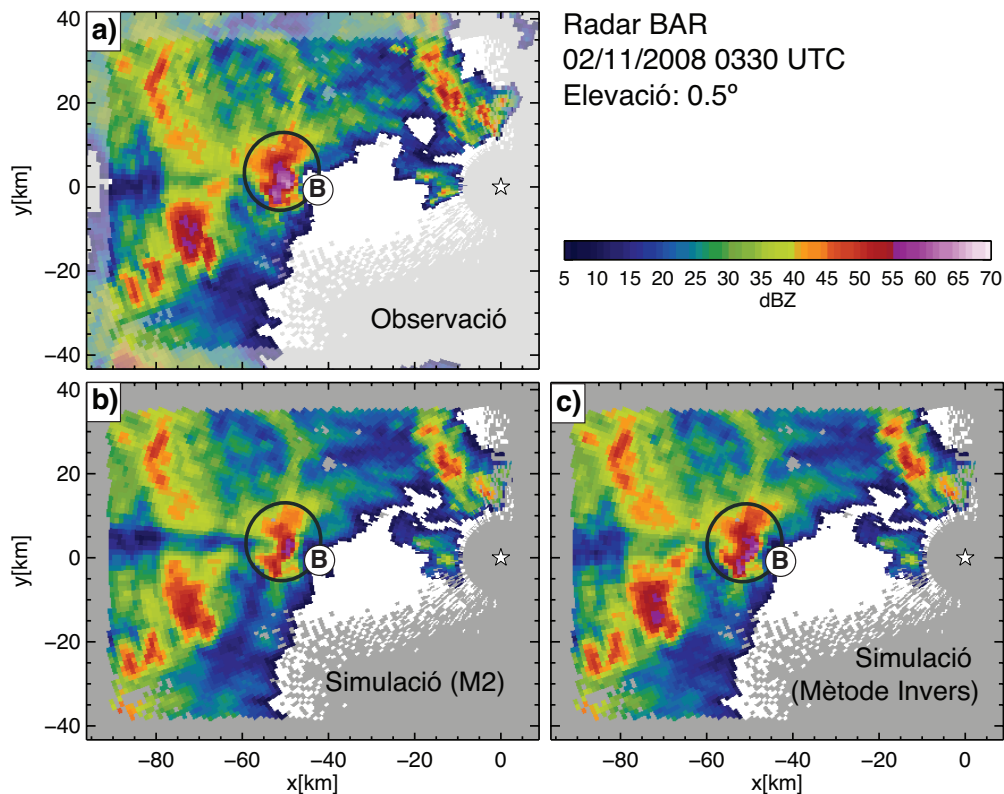 a)
Radar BAR
02/11/2008 0330 UTC
Elevació: 0.5º
40
20
0
−20
−40
y[km]
B
Observació
5 10 15 20 25 30 35 40 45 50 55 60 65 70
dBZ
b)
c)
40
20
0
−20
−40
y[km]
B
B
Simulació (M2)
Simulació
(Mètode Invers)
−80 −60 −40 −20 0
−80 −60 −40 −20 0
x[km]
x[km]